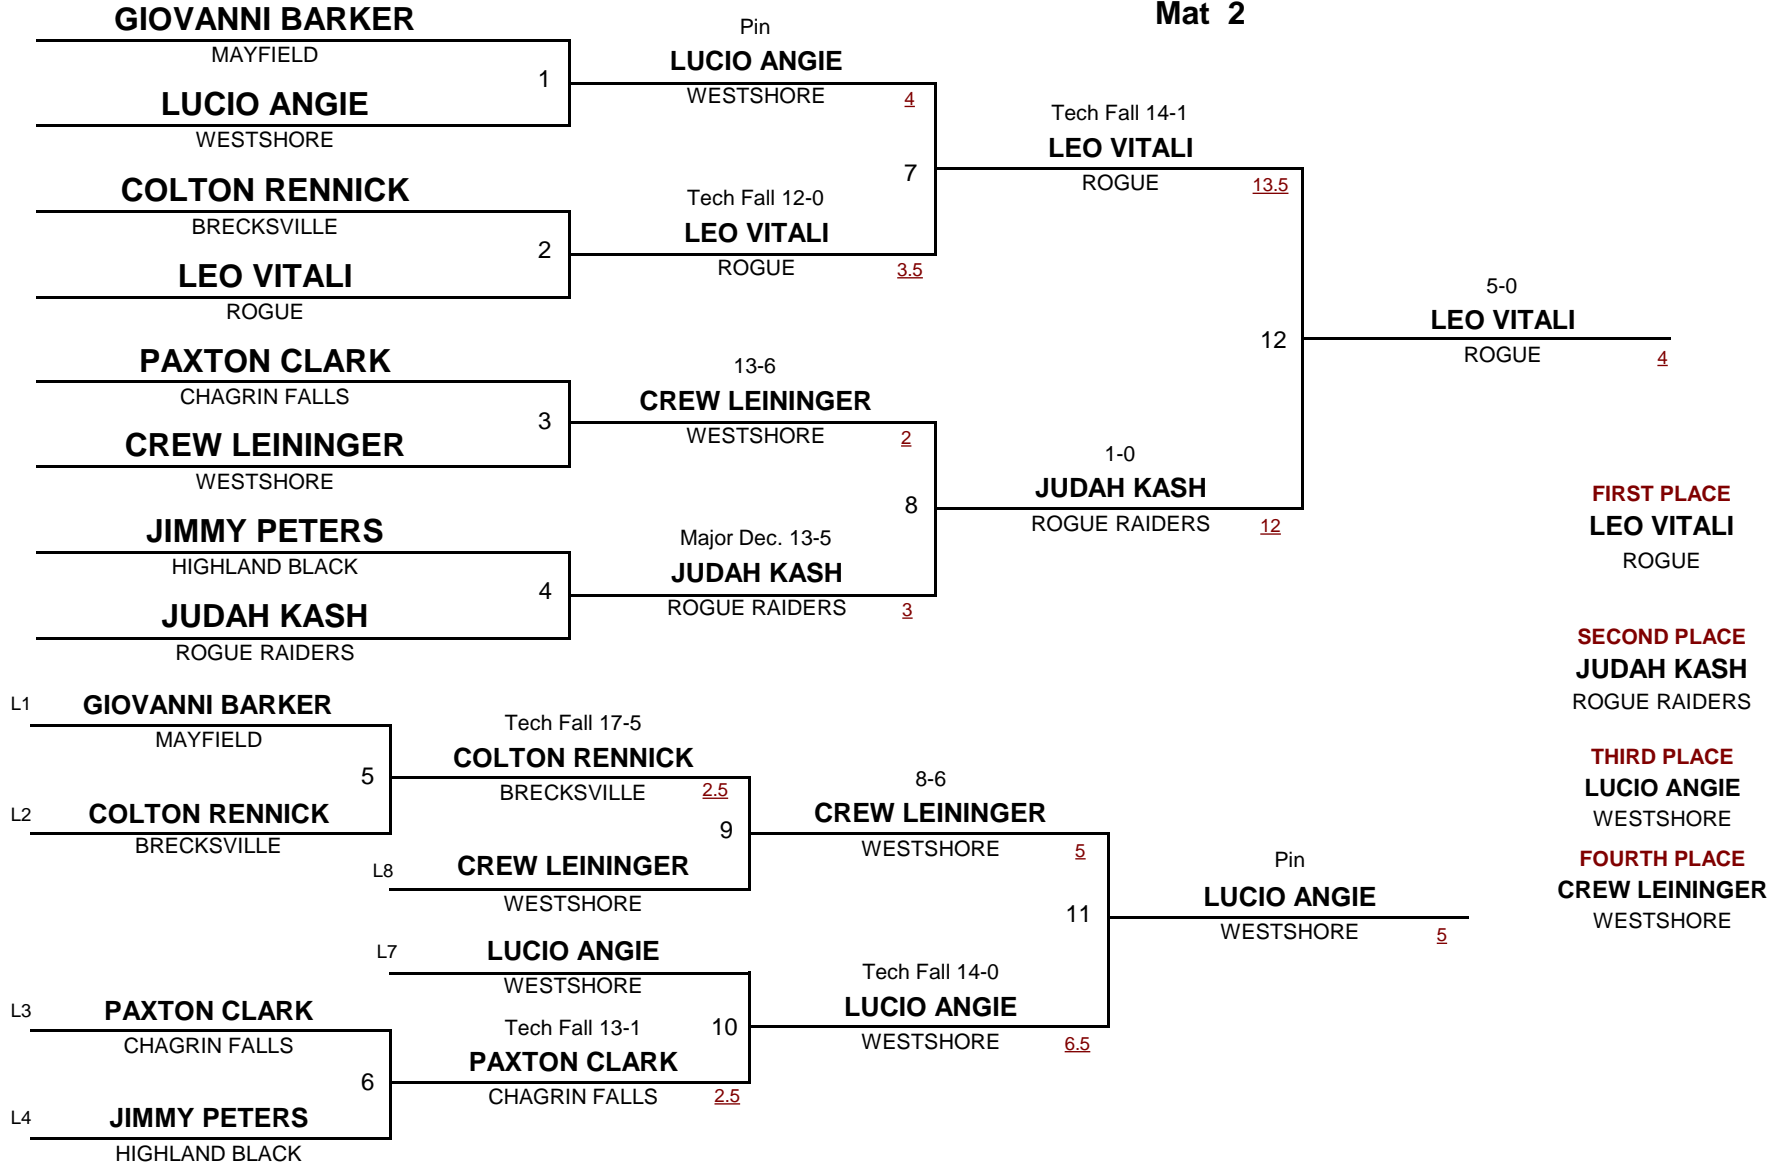 Mat 2
GIOVANNI BARKER
MAYFIELD
1
LUCIO ANGIE
WESTSHORE
COLTON RENNICK
BRECKSVILLE
2
LEO VITALI
ROGUE
PAXTON CLARK
CHAGRIN FALLS
3
CREW LEININGER
WESTSHORE
JIMMY PETERS
HIGHLAND BLACK
4
JUDAH KASH
ROGUE RAIDERS
Pin
LUCIO ANGIE
WESTSHORE 4
7
Tech Fall 12-0
LEO VITALI
ROGUE 3.5
13-6
CREW LEININGER
WESTSHORE 2
8
Major Dec. 13-5
JUDAH KASH
ROGUE RAIDERS 3
Tech Fall 14-1
LEO VITALI
ROGUE 13.5
12
1-0
JUDAH KASH
ROGUE RAIDERS 12
5-0
LEO VITALI
ROGUE 4
FIRST PLACE
LEO VITALI
ROGUE
SECOND PLACE
JUDAH KASH
ROGUE RAIDERS
THIRD PLACE
LUCIO ANGIE
WESTSHORE
FOURTH PLACE
CREW LEININGER
WESTSHORE
L1 GIOVANNI BARKER
MAYFIELD
5
L2 COLTON RENNICK
BRECKSVILLE
Tech Fall 17-5
COLTON RENNICK
BRECKSVILLE 2.5
9
L8 CREW LEININGER
WESTSHORE
L7 LUCIO ANGIE
WESTSHORE
10
Tech Fall 13-1
PAXTON CLARK
CHAGRIN FALLS 2.5
L3 PAXTON CLARK
CHAGRIN FALLS
6
L4 JIMMY PETERS
HIGHLAND BLACK
8-6
CREW LEININGER
WESTSHORE 5
11
Tech Fall 14-0
LUCIO ANGIE
WESTSHORE 6.5
Pin
LUCIO ANGIE
WESTSHORE 5